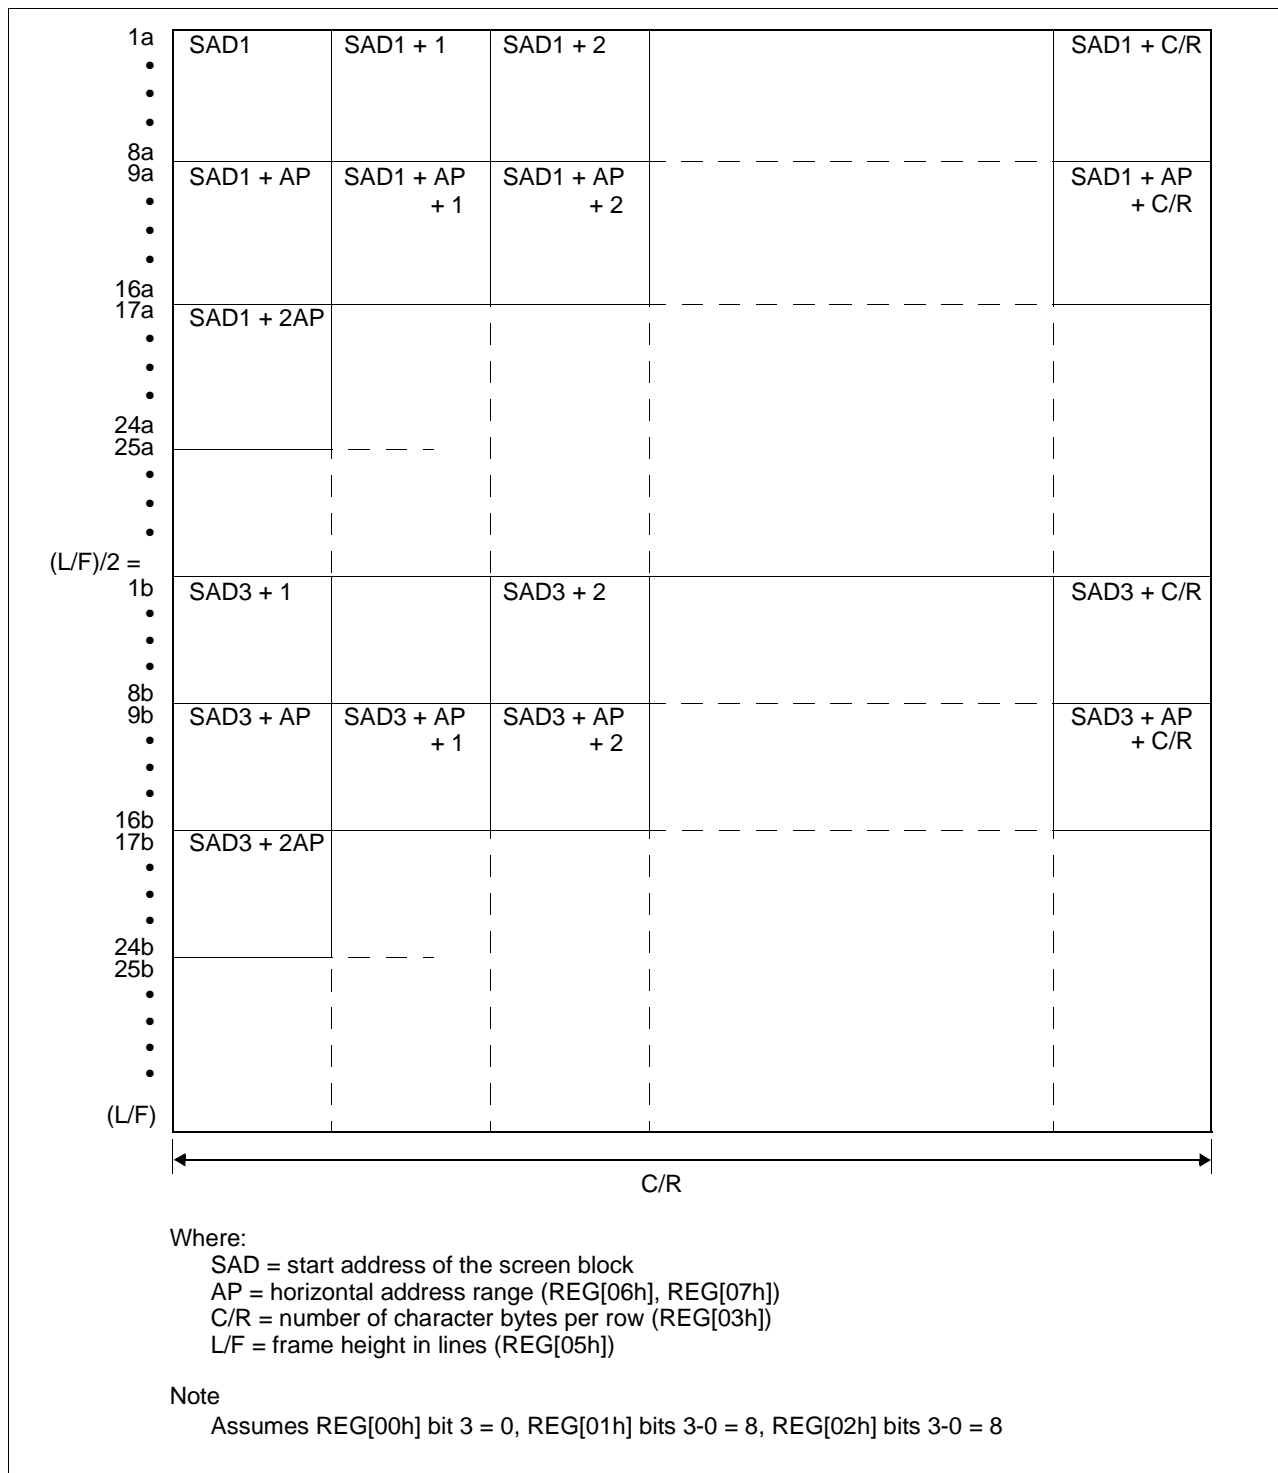 1a SAD1 SAD1 + 1 SAD1 + 2 SAD1 + C/R
•
•
•
8a
9a SAD1 + AP SAD1 + AP + 1 SAD1 + AP + 2 SAD1 + AP + C/R
•
•
•
16a
17a SAD1 + 2AP
•
•
•
24a
25a
•
•
•
(L/F)/2 =
1b SAD3 + 1 SAD3 + 2 SAD3 + C/R
•
•
•
8b
9b SAD3 + AP SAD3 + AP + 1 SAD3 + AP + 2 SAD3 + AP + C/R
•
•
•
16b
17b SAD3 + 2AP
•
•
•
24b
25b
•
•
•
•
(L/F)
C/R
Where:
SAD = start address of the screen block
AP = horizontal address range (REG[06h], REG[07h])
C/R = number of character bytes per row (REG[03h])
L/F = frame height in lines (REG[05h])
Note
Assumes REG[00h] bit 3 = 0, REG[01h] bits 3-0 = 8, REG[02h] bits 3-0 = 8